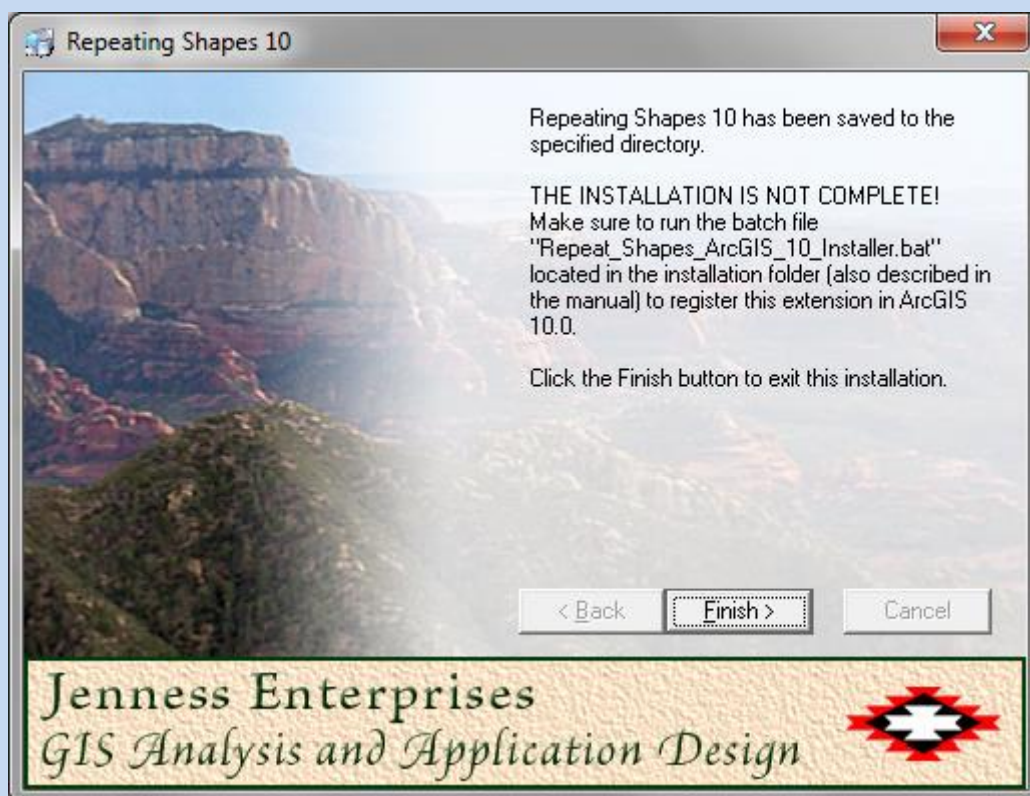 Repeating Shapes 10
Repeating Shapes 10 has been saved to the
specified directory.
THE INSTALLATION IS NOT COMPLETE!
Make sure to run the batch file
"Repeat_Shapes_ArcGIS_10_Installer.bat"
located in the installation folder (also described in
the manual) to register this extension in ArcGIS
10.0.
Click the Finish button to exit this installation.
< Back Finish > Cancel
Jenness Enterprises
GIS Analysis and Application Design